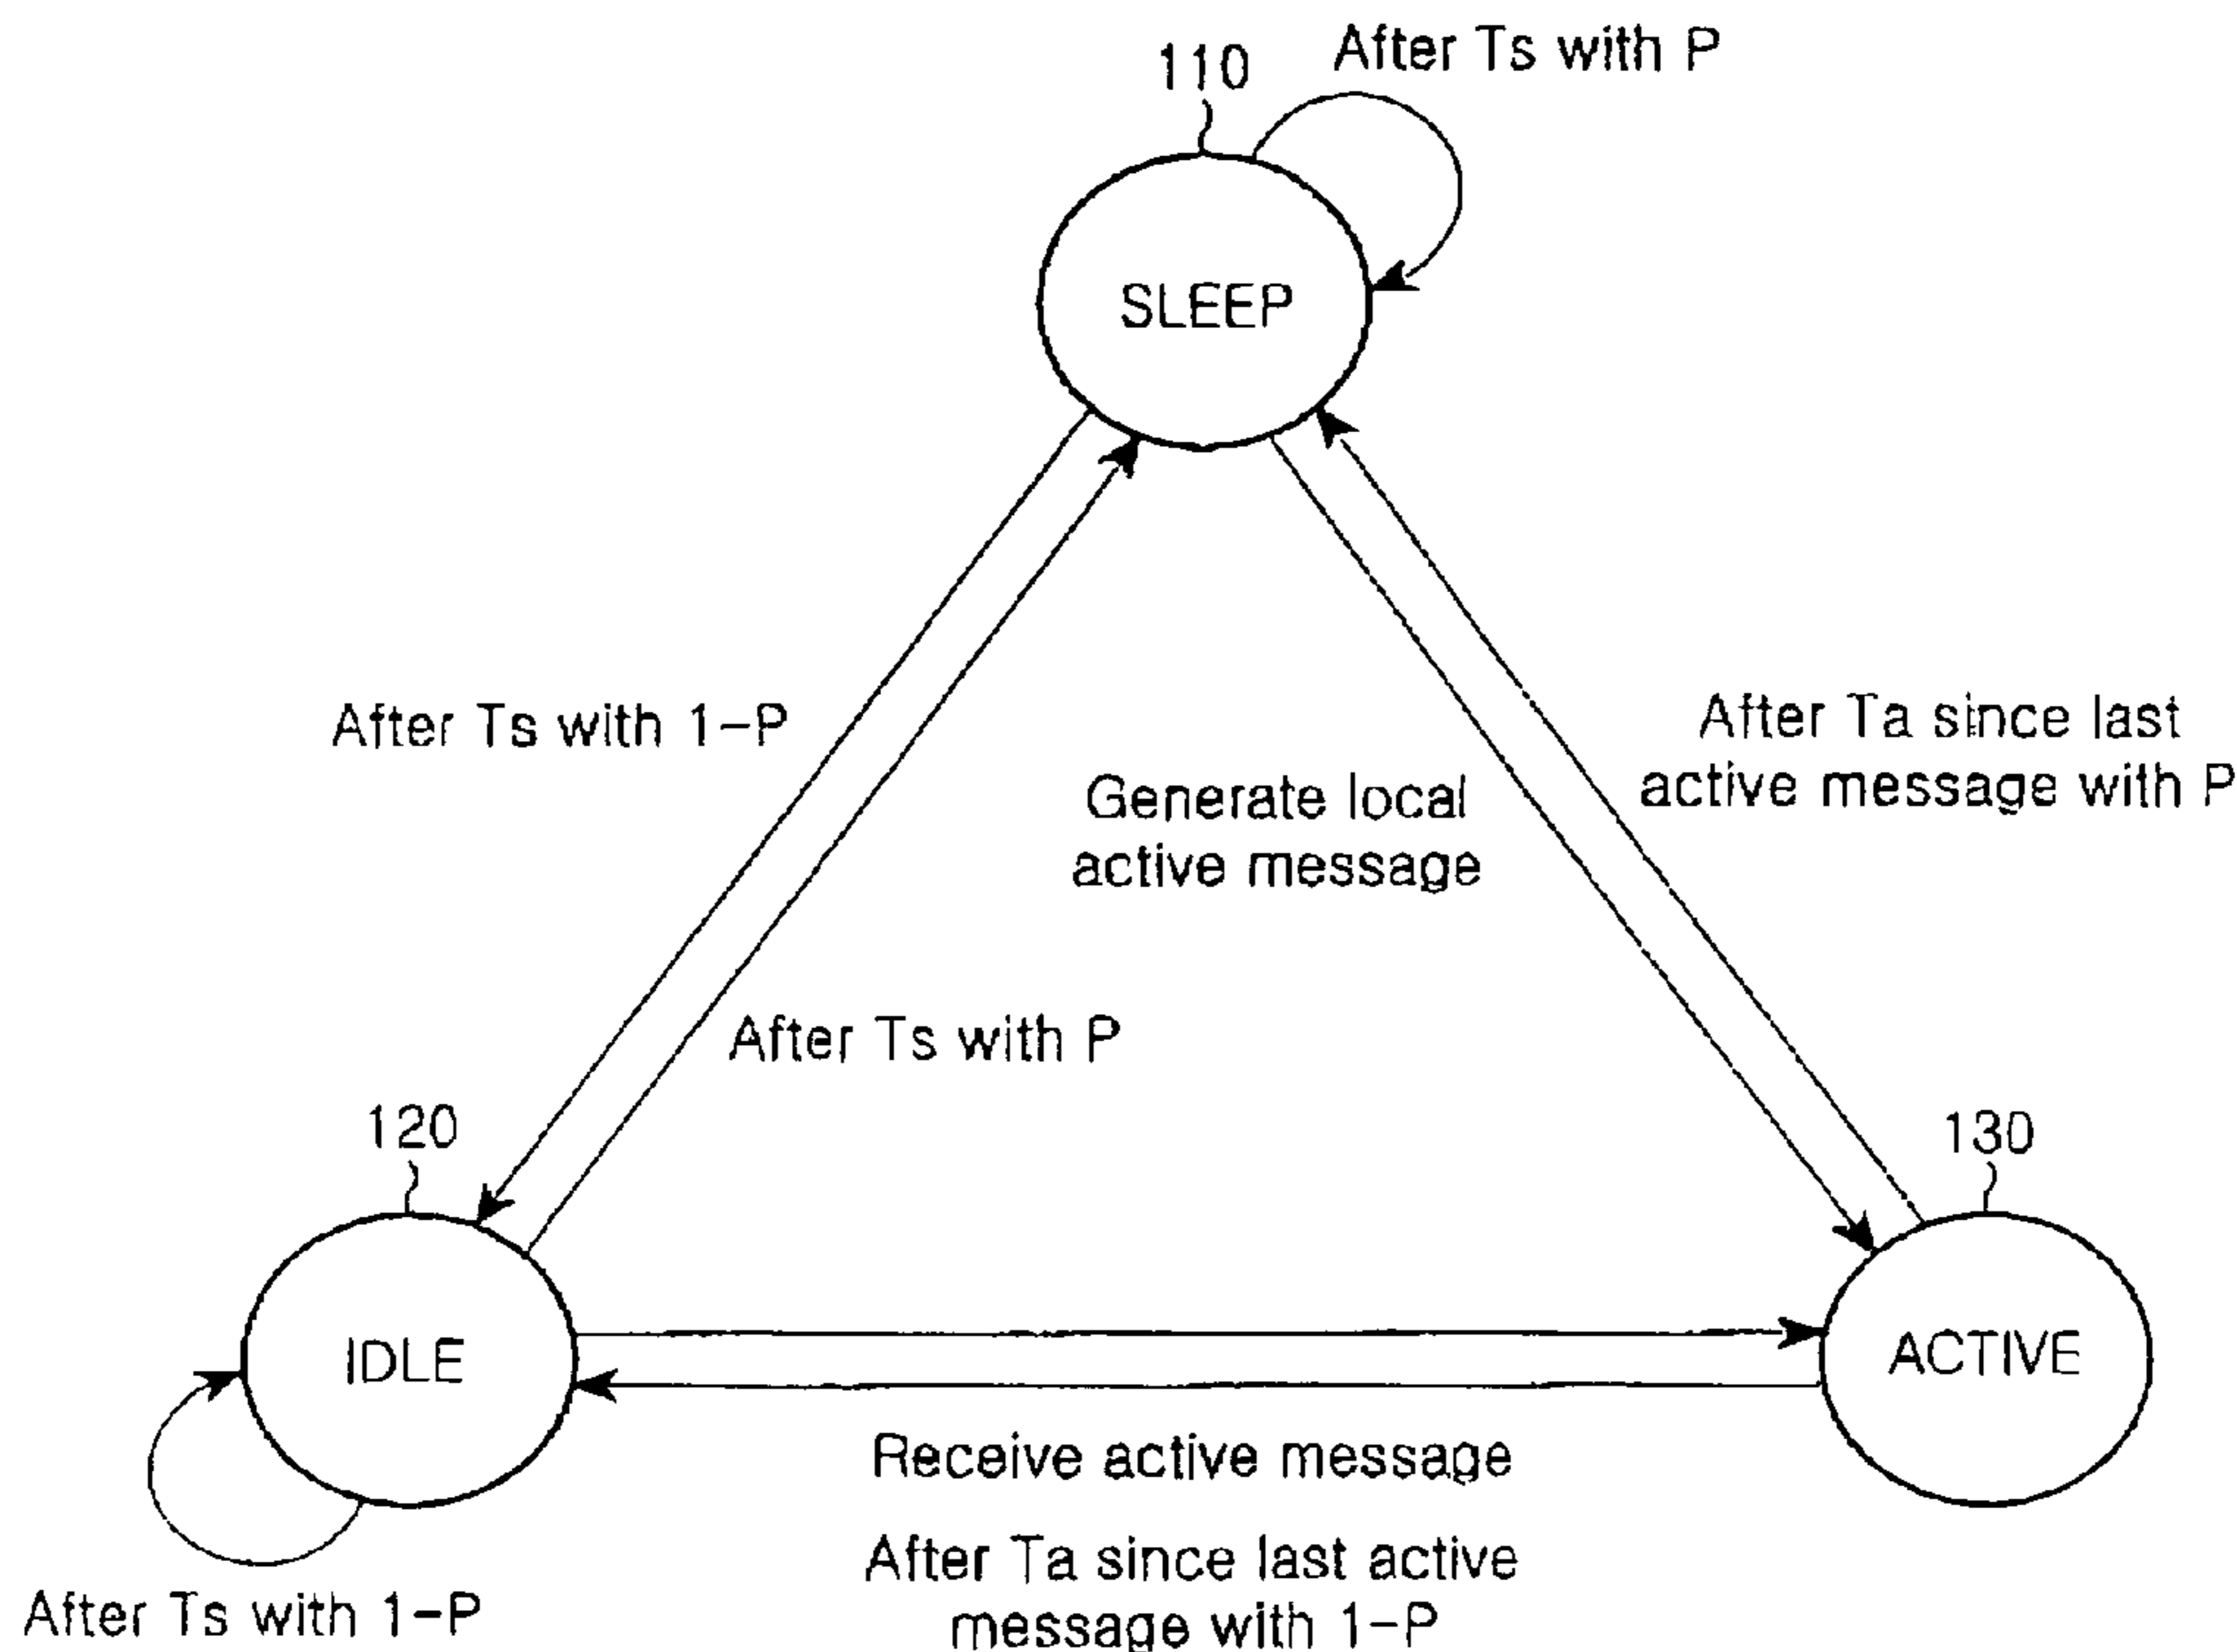 After Ts with P
110
SLEEP
After Ts with 1-P
After Ta since last
active message with P
Generate local
active message
After Ts with P
120
130
IDLE
ACTIVE
Receive active message
After Ta since last active
message with 1-P
After Ts with 1-P